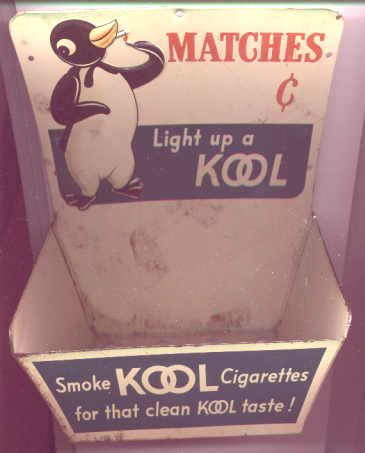 MATCHES
¢
Light up a
KOOL
Smoke KOOL Cigarettes
for that clean KOOL taste!